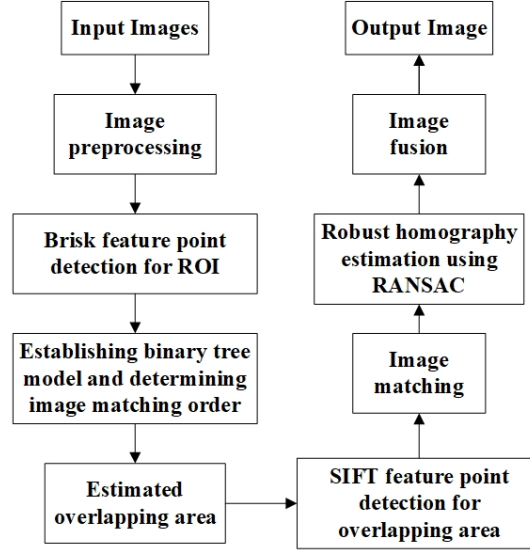 Input Images
Image
preprocessing
Brisk feature point
detection for ROI
Establishing binary tree
model and determining
image matching order
Estimated
overlapping area
SIFT feature point
detection for
overlapping area
Image
matching
Robust homography
estimation using
RANSAC
Image
fusion
Output Image